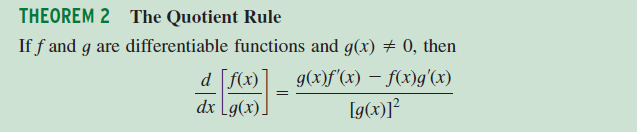 THEOREM 2 The Quotient Rule
If f and g are differentiable functions and g(x) ≠ 0, then
d/dx [f(x)/g(x)] = (g(x)f′(x) − f(x)g′(x))/[g(x)]²